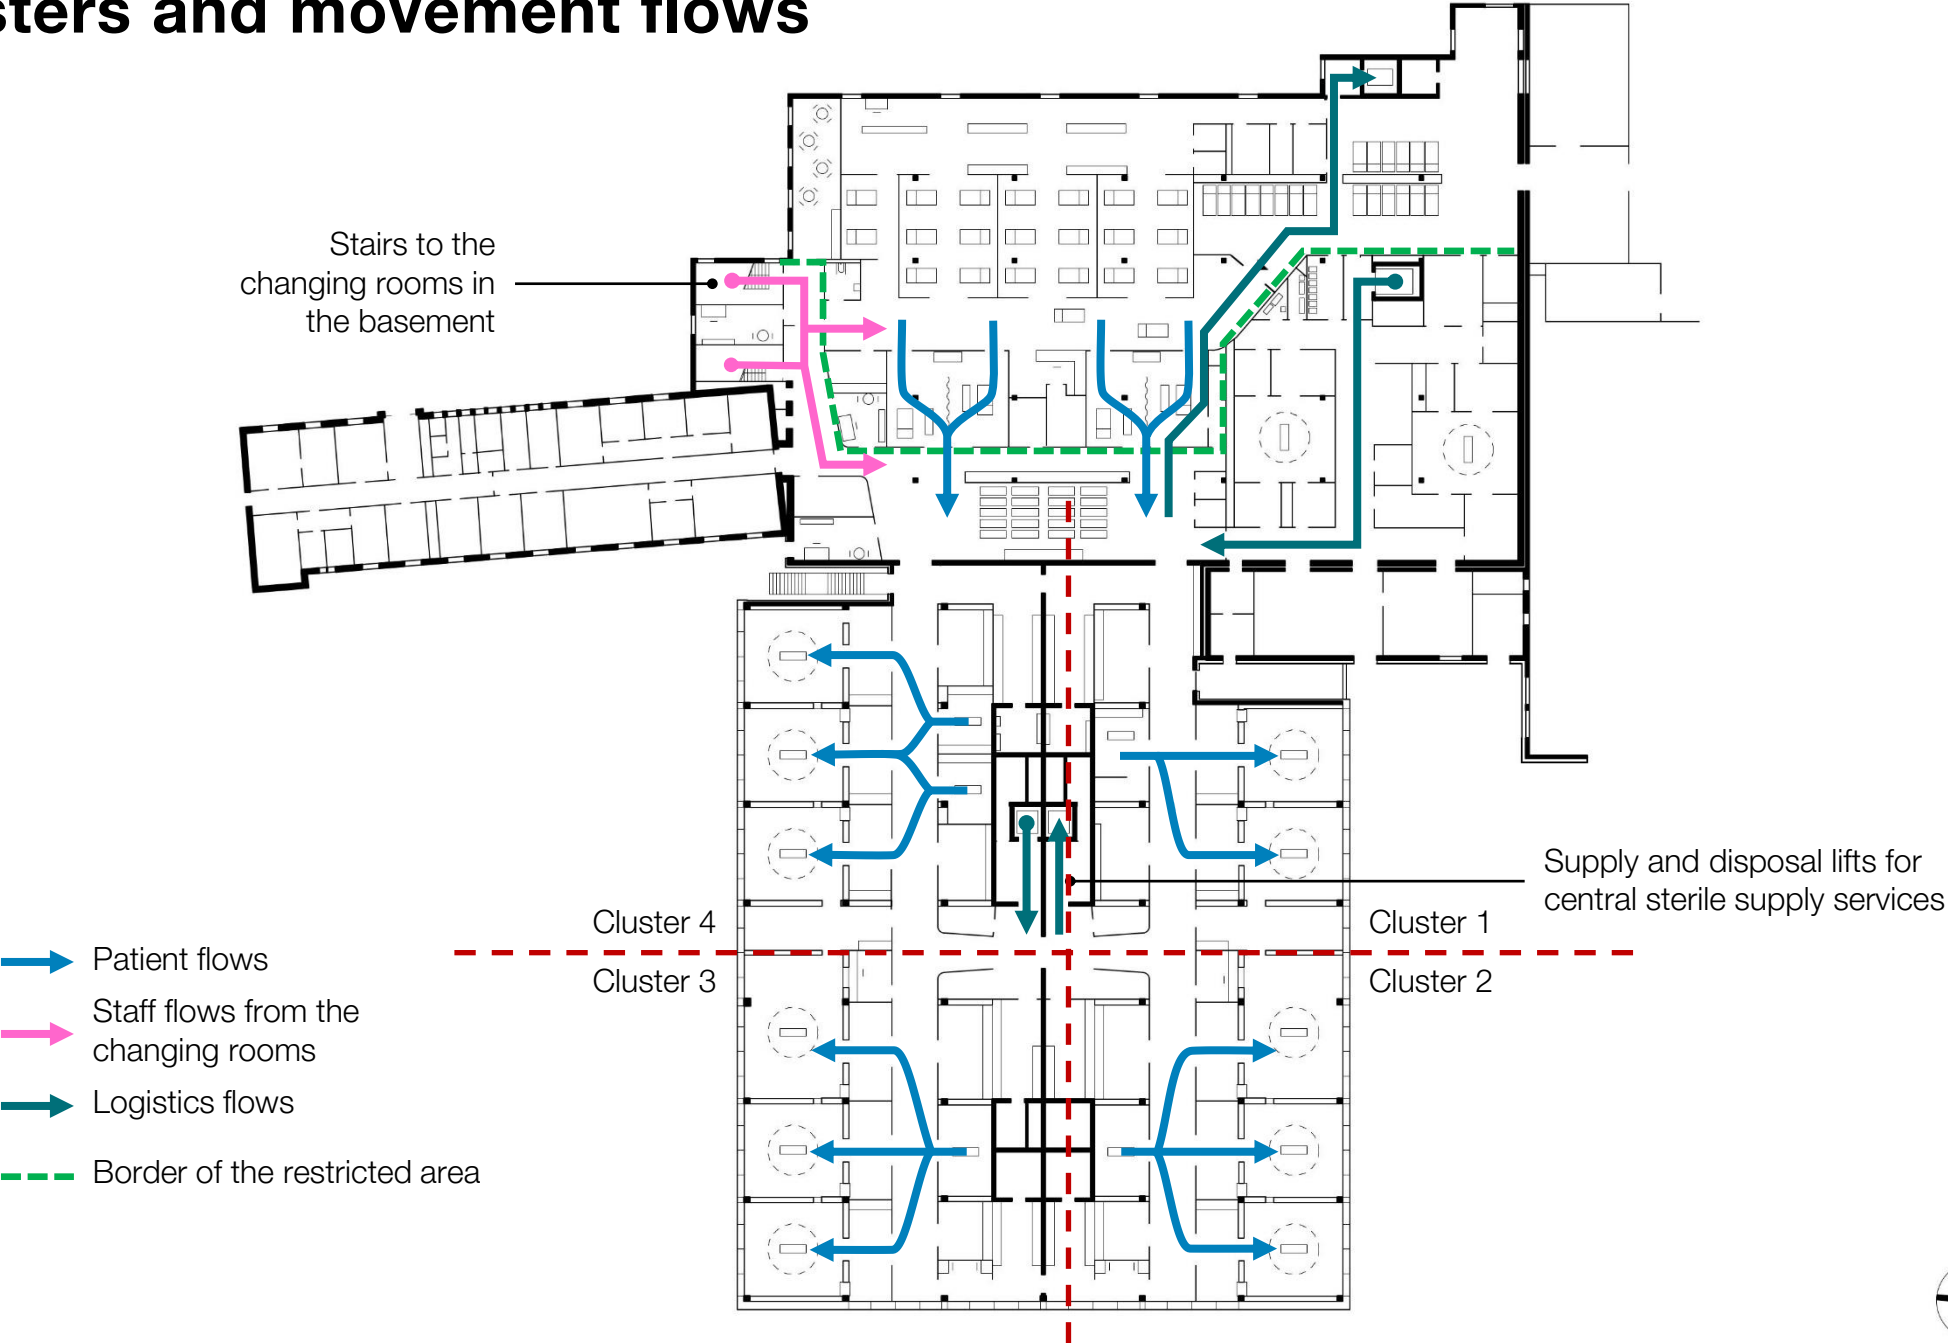 sters and movement flows
Stairs to the
changing rooms in
the basement
Supply and disposal lifts for
central sterile supply services
Cluster 4
Cluster 1
Cluster 3
Cluster 2
Patient flows
Staff flows from the
changing rooms
Logistics flows
Border of the restricted area